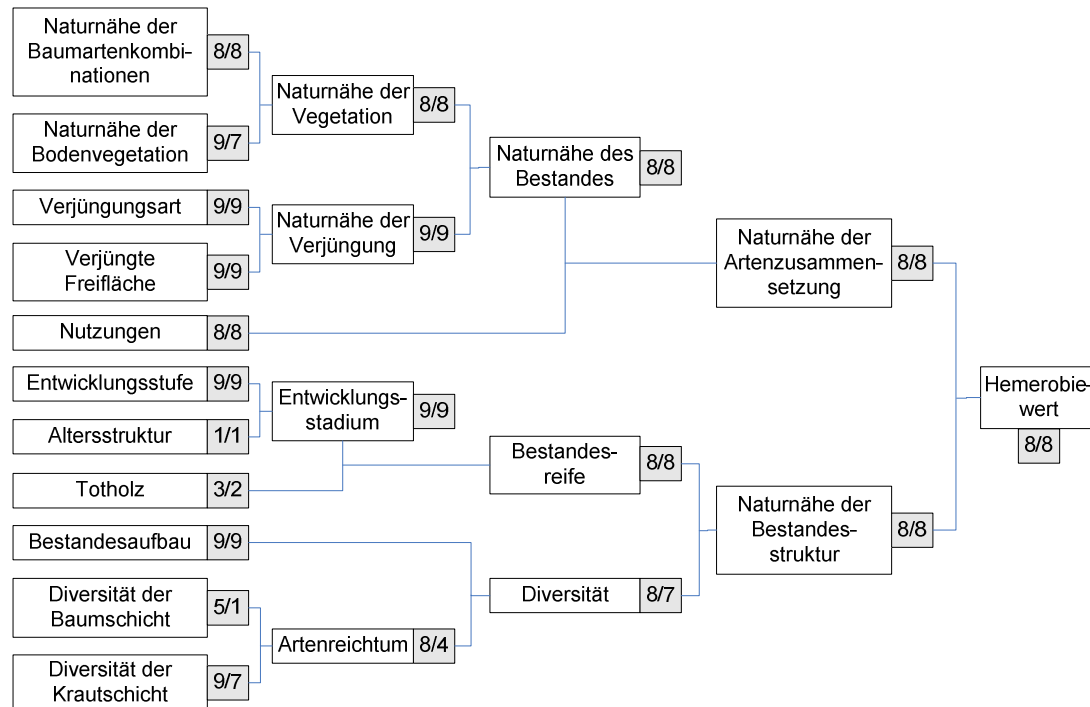 Naturnähe der
Baumartenkombi-
nationen
8/8
Naturnähe der
Bodenvegetation
9/7
Verjüngungsart
9/9
Verjüngte
Freifläche
9/9
Nutzungen
8/8
Entwicklungsstufe
9/9
Altersstruktur
1/1
Totholz
3/2
Bestandesaufbau
9/9
Diversität der
Baumschicht
5/1
Diversität der
Krautschicht
9/7
Naturnähe der
Vegetation
8/8
Naturnähe der
Verjüngung
9/9
Entwicklungs-
stadium
9/9
Artenreichtum
8/4
Naturnähe des
Bestandes
8/8
Bestandes-
reife
8/8
Diversität
8/7
Naturnähe der
Artenzusammen-
setzung
8/8
Naturnähe der
Bestandes-
struktur
8/8
Hemerobie-
wert
8/8